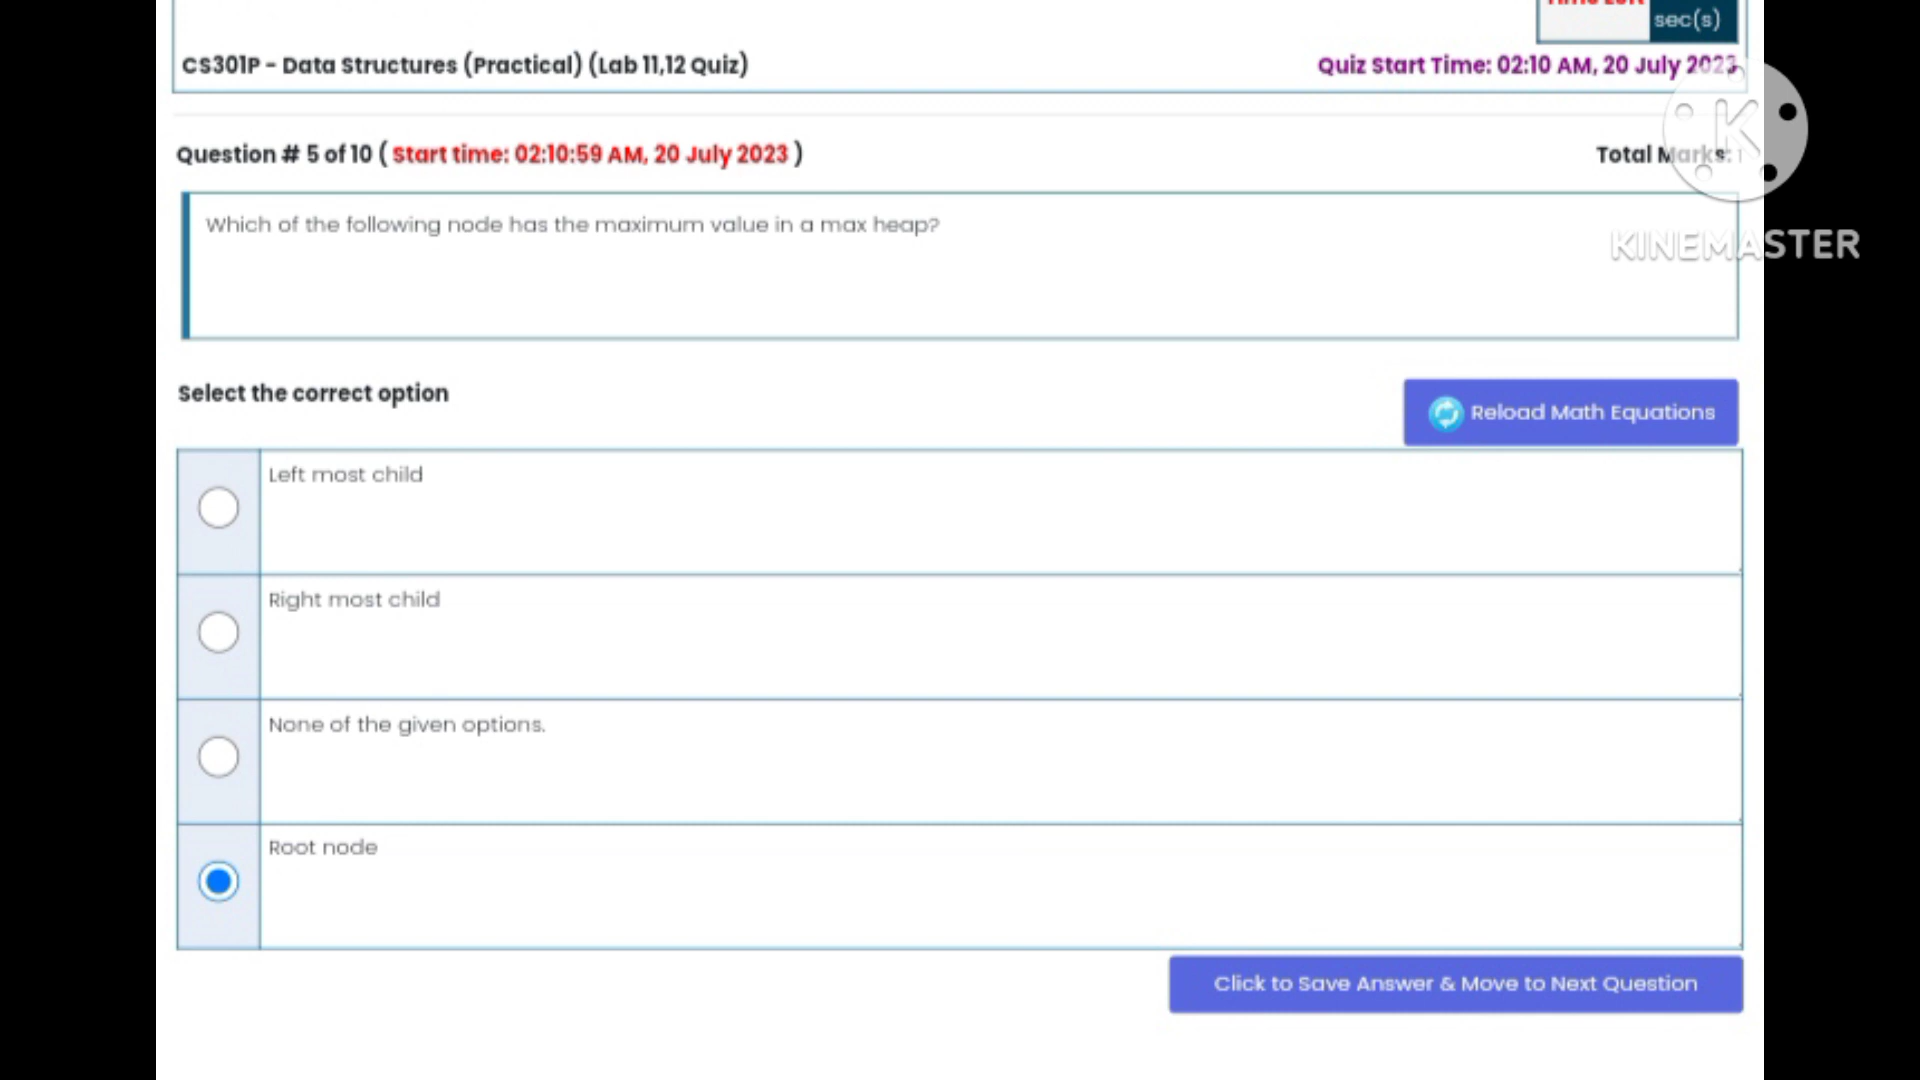 sec(s)
CS301P - Data Structures (Practical) (Lab 11,12 Quiz)
Quiz Start Time: 02:10 AM, 20 July 2023
Question # 5 of 10 ( Start time: 02:10:59 AM, 20 July 2023 )
Total Marks: 1
K
KINEMASTER
Which of the following node has the maximum value in a max heap?
Select the correct option
Reload Math Equations
Left most child
Right most child
None of the given options.
Root node
Click to Save Answer & Move to Next Question